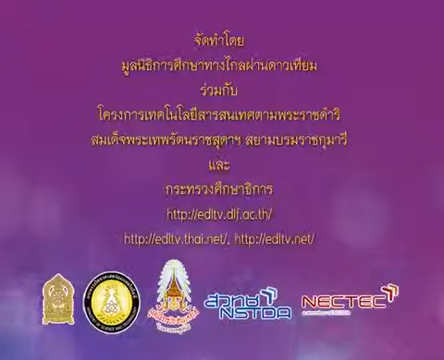 จัดทำโดย
มูลนิธิการศึกษาทางไกลผ่านดาวเทียม
ร่วมกับ
โครงการเทคโนโลยีสารสนเทศตามพระราชดำริ
สมเด็จพระเทพรัตนราชสุดาฯ สยามบรมราชกุมารี
และ
กระทรวงศึกษาธิการ
http://edltv.dlf.ac.th/
http://edltv.thai.net/, http://edltv.net/
สวทช NSTDA NECTEC